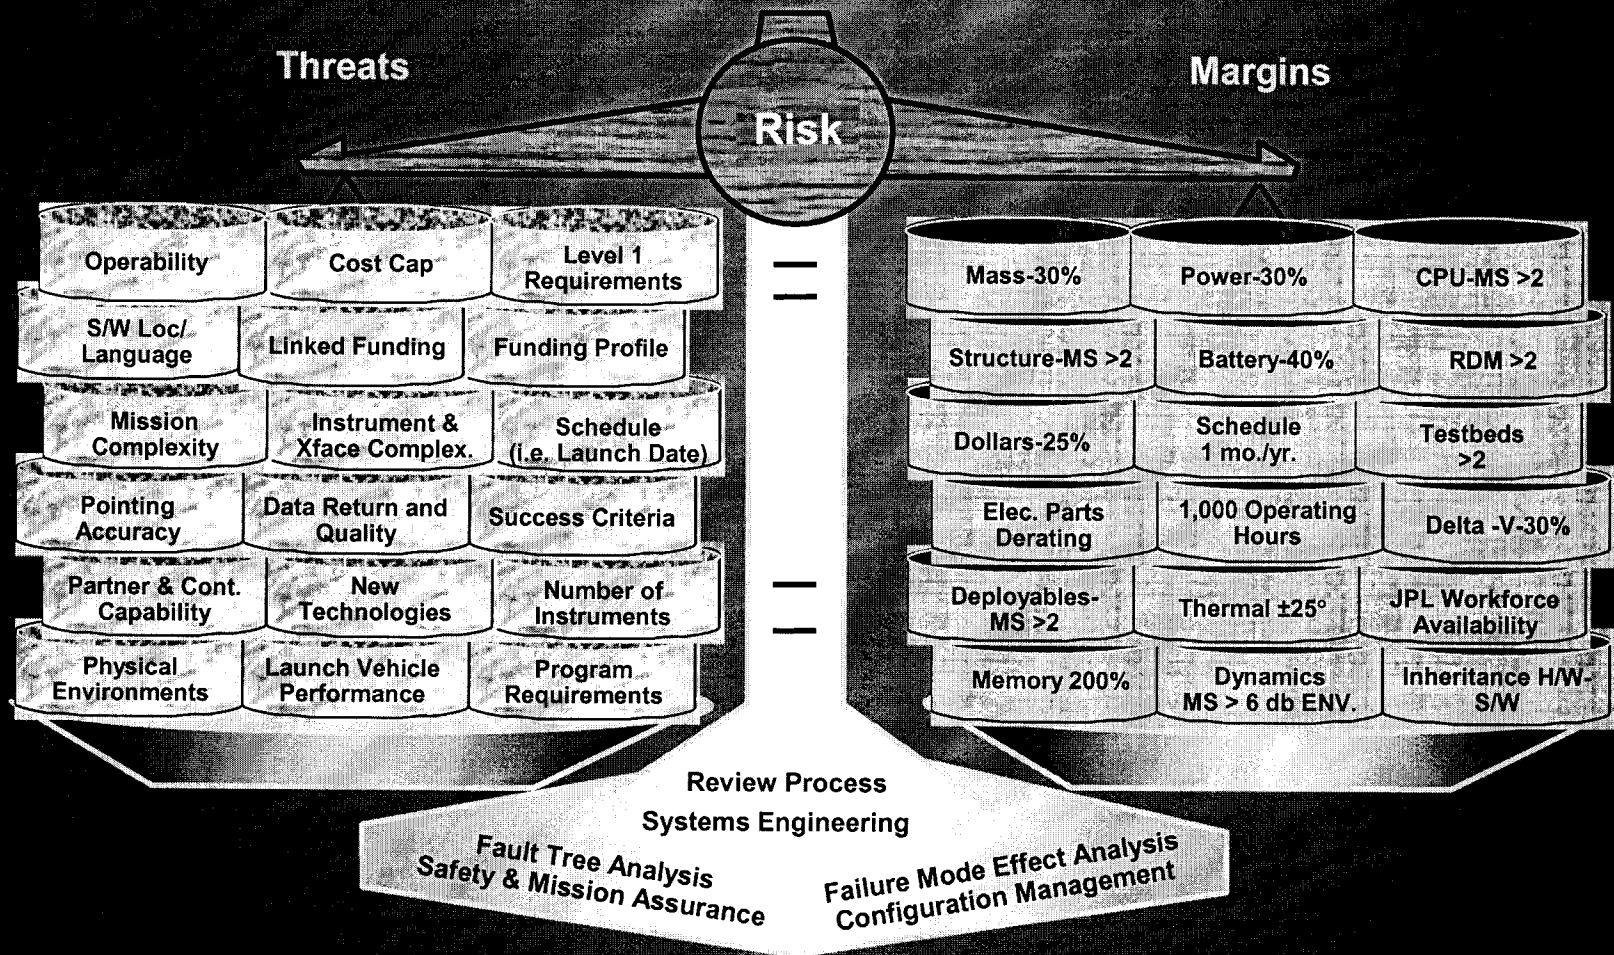 Threats
Margins
Risk
Operability
Cost Cap
Level 1
Requirements
S/W Loc/
Language
Linked Funding
Funding Profile
Mission
Complexity
Instrument &
Xface Complex.
Schedule
(i.e. Launch Date)
Pointing
Accuracy
Data Return and
Quality
Success Criteria
Partner & Cont.
Capability
New
Technologies
Number of
Instruments
Physical
Environments
Launch Vehicle
Performance
Program
Requirements
Mass-30%
Power-30%
CPU-MS >2
Structure-MS >2
Battery-40%
RDM >2
Dollars-25%
Schedule
1 mo./yr.
Testbeds
>2
Elec. Parts
Derating
1,000 Operating
Hours
Delta -V-30%
Deployables-
MS >2
Thermal ±25°
JPL Workforce
Availability
Memory 200%
Dynamics
MS > 6 db ENV.
Inheritance H/W-
S/W
Review Process
Systems Engineering
Fault Tree Analysis
Safety & Mission Assurance
Failure Mode Effect Analysis
Configuration Management